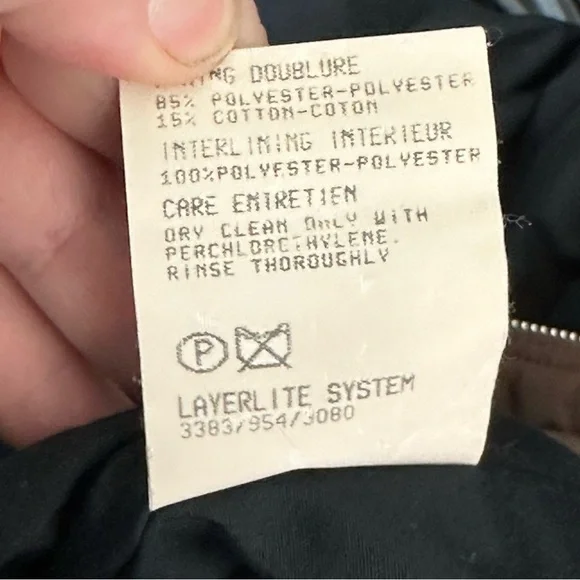 DOUBLURE
85% POLYESTER-POLYESTER
15% COTTON-COTON
INTERLINING INTERIEUR
100%POLYESTER-POLYESTER
CARE ENTRETIEN
DRY CLEAN ONLY WITH
PERCHLORETHYLENE.
RINSE THOROUGHLY
P
LAYERLITE SYSTEM
3383/954/3080